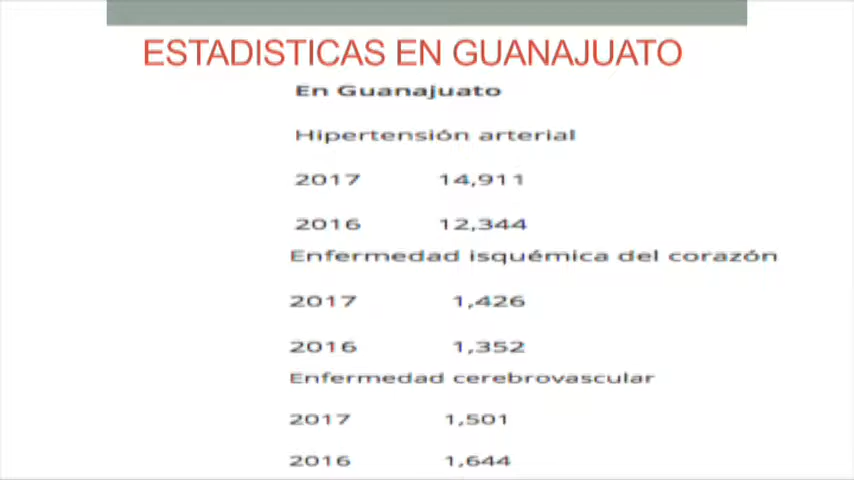 ESTADISTICAS EN GUANAJUATO
En Guanajuato
Hipertensión arterial
2017 14,911
2016 12,344
Enfermedad isquémica del corazón
2017 1,426
2016 1,352
Enfermedad cerebrovascular
2017 1,501
2016 1,644